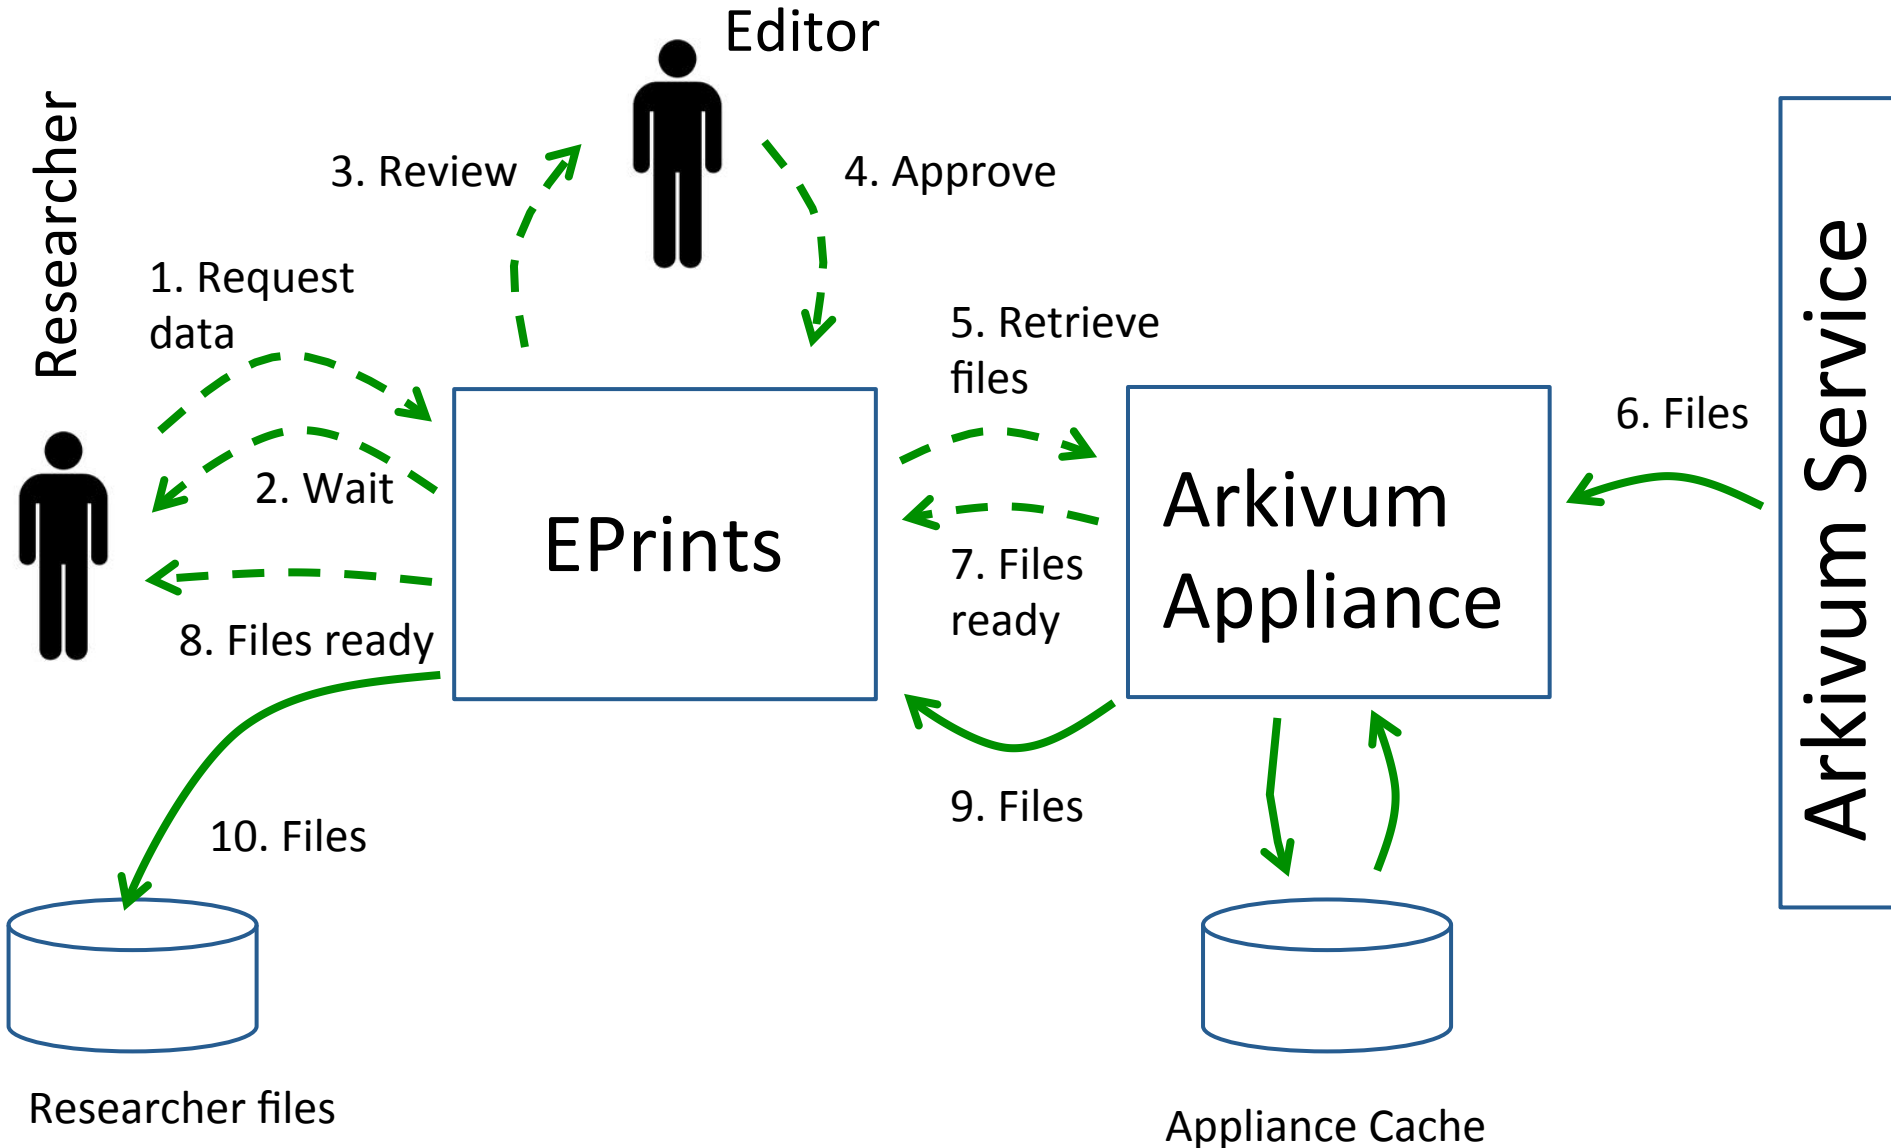 Editor
Researcher
3. Review
4. Approve
1. Request
data
2. Wait
5. Retrieve
files
6. Files
Arkivum Service
EPrints
Arkivum
Appliance
7. Files
ready
8. Files ready
9. Files
10. Files
Researcher files
Appliance Cache